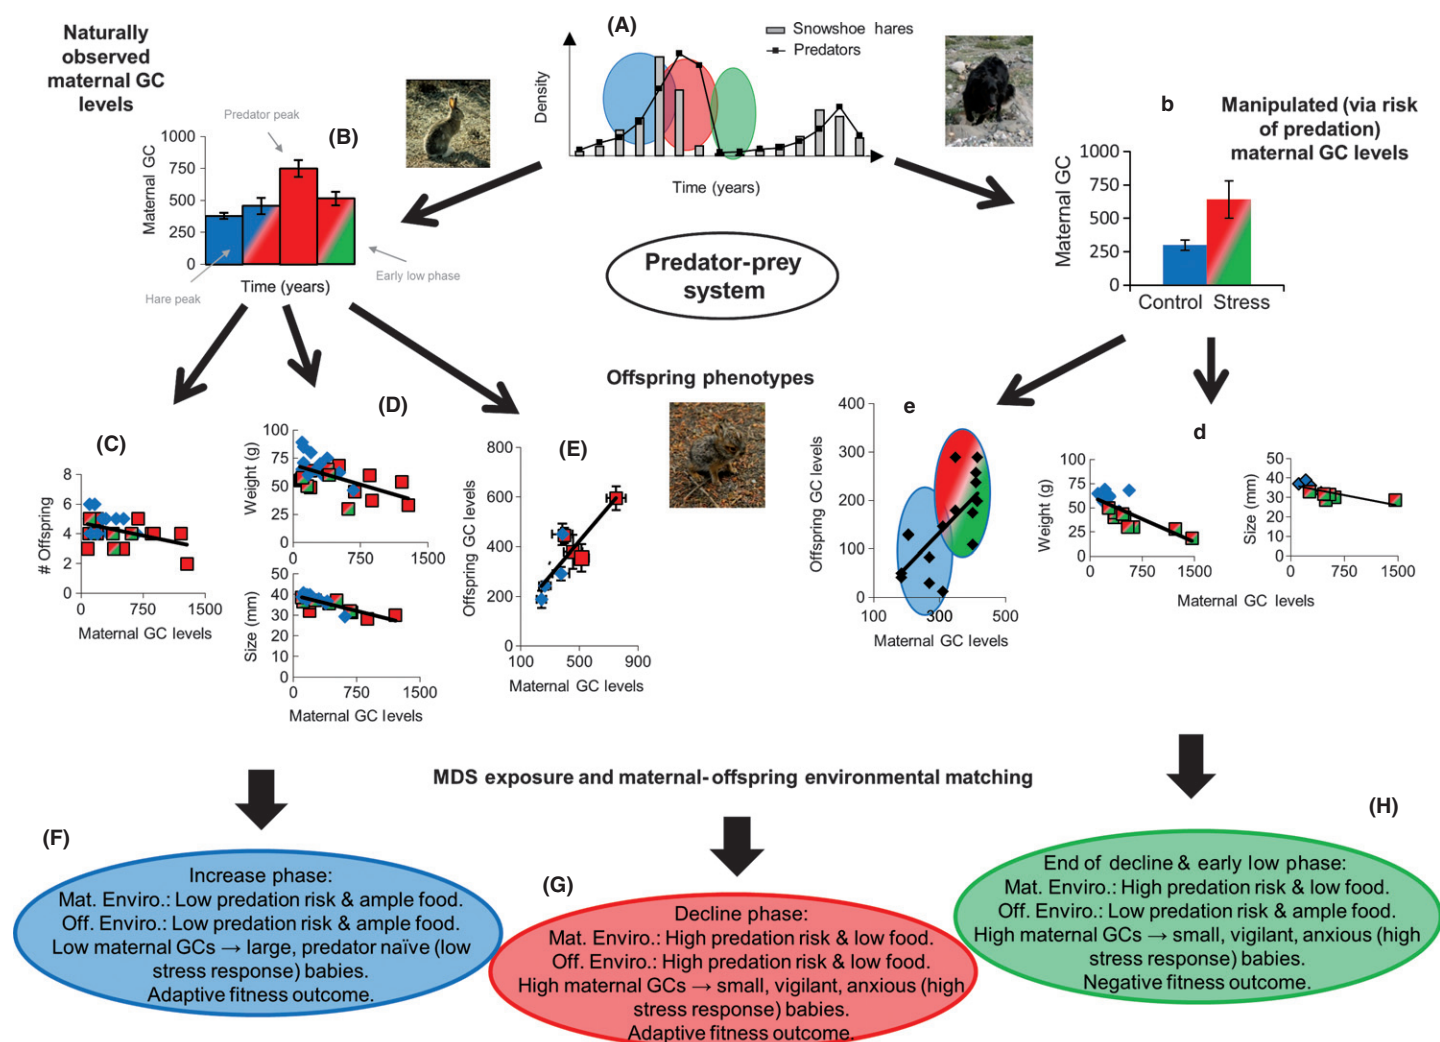 Naturally
observed
maternal GC
levels
(A)
Snowshoe hares
Predators
Density
Time (years)
b
Manipulated (via risk
of predation)
maternal GC levels
Predator peak
(B)
1000
750
500
250
0
Maternal GC
Hare peak
Early low phase
Time (years)
Predator-prey
system
1000
750
500
250
0
Maternal GC
Control Stress
Offspring phenotypes
(C)
8
6
4
2
0
# Offspring
0 750 1500
Maternal GC levels
(D)
100
75
50
25
0
Weight (g)
0 750 1500
40
30
20
10
0
Size (mm)
0 750 1500
Maternal GC levels
(E)
800
600
400
200
0
Offspring GC levels
100 500 900
Maternal GC levels
e
400
300
200
100
0
Offspring GC levels
100 300 500
Maternal GC levels
d
100
75
50
25
0
Weight (g)
0 750 1500
50
40
30
20
10
0
Size (mm)
0 750 1500
Maternal GC levels
MDS exposure and maternal-offspring environmental matching
(F)
Increase phase:
Mat. Enviro.: Low predation risk & ample food.
Off. Enviro.: Low predation risk & ample food.
Low maternal GCs → large, predator naïve (low
stress response) babies.
Adaptive fitness outcome.
(G)
Decline phase:
Mat. Enviro.: High predation risk & low food.
Off. Enviro.: High predation risk & low food.
High maternal GCs → small, vigilant, anxious (high
stress response) babies.
Adaptive fitness outcome.
(H)
End of decline & early low phase:
Mat. Enviro.: High predation risk & low food.
Off. Enviro.: Low predation risk & ample food.
High maternal GCs → small, vigilant, anxious (high
stress response) babies.
Negative fitness outcome.